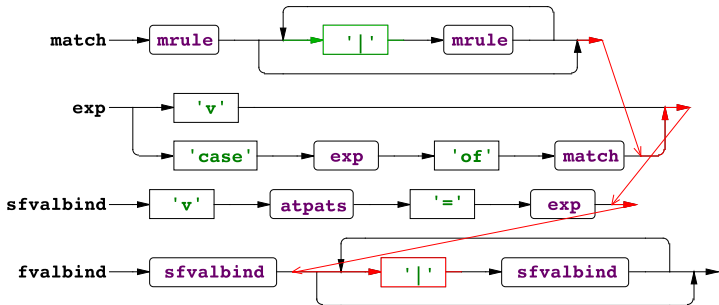 match mrule '|' mrule
exp 'v'
'case' exp 'of' match
sfvalbind 'v' atpats '=' exp
fvalbind sfvalbind '|' sfvalbind